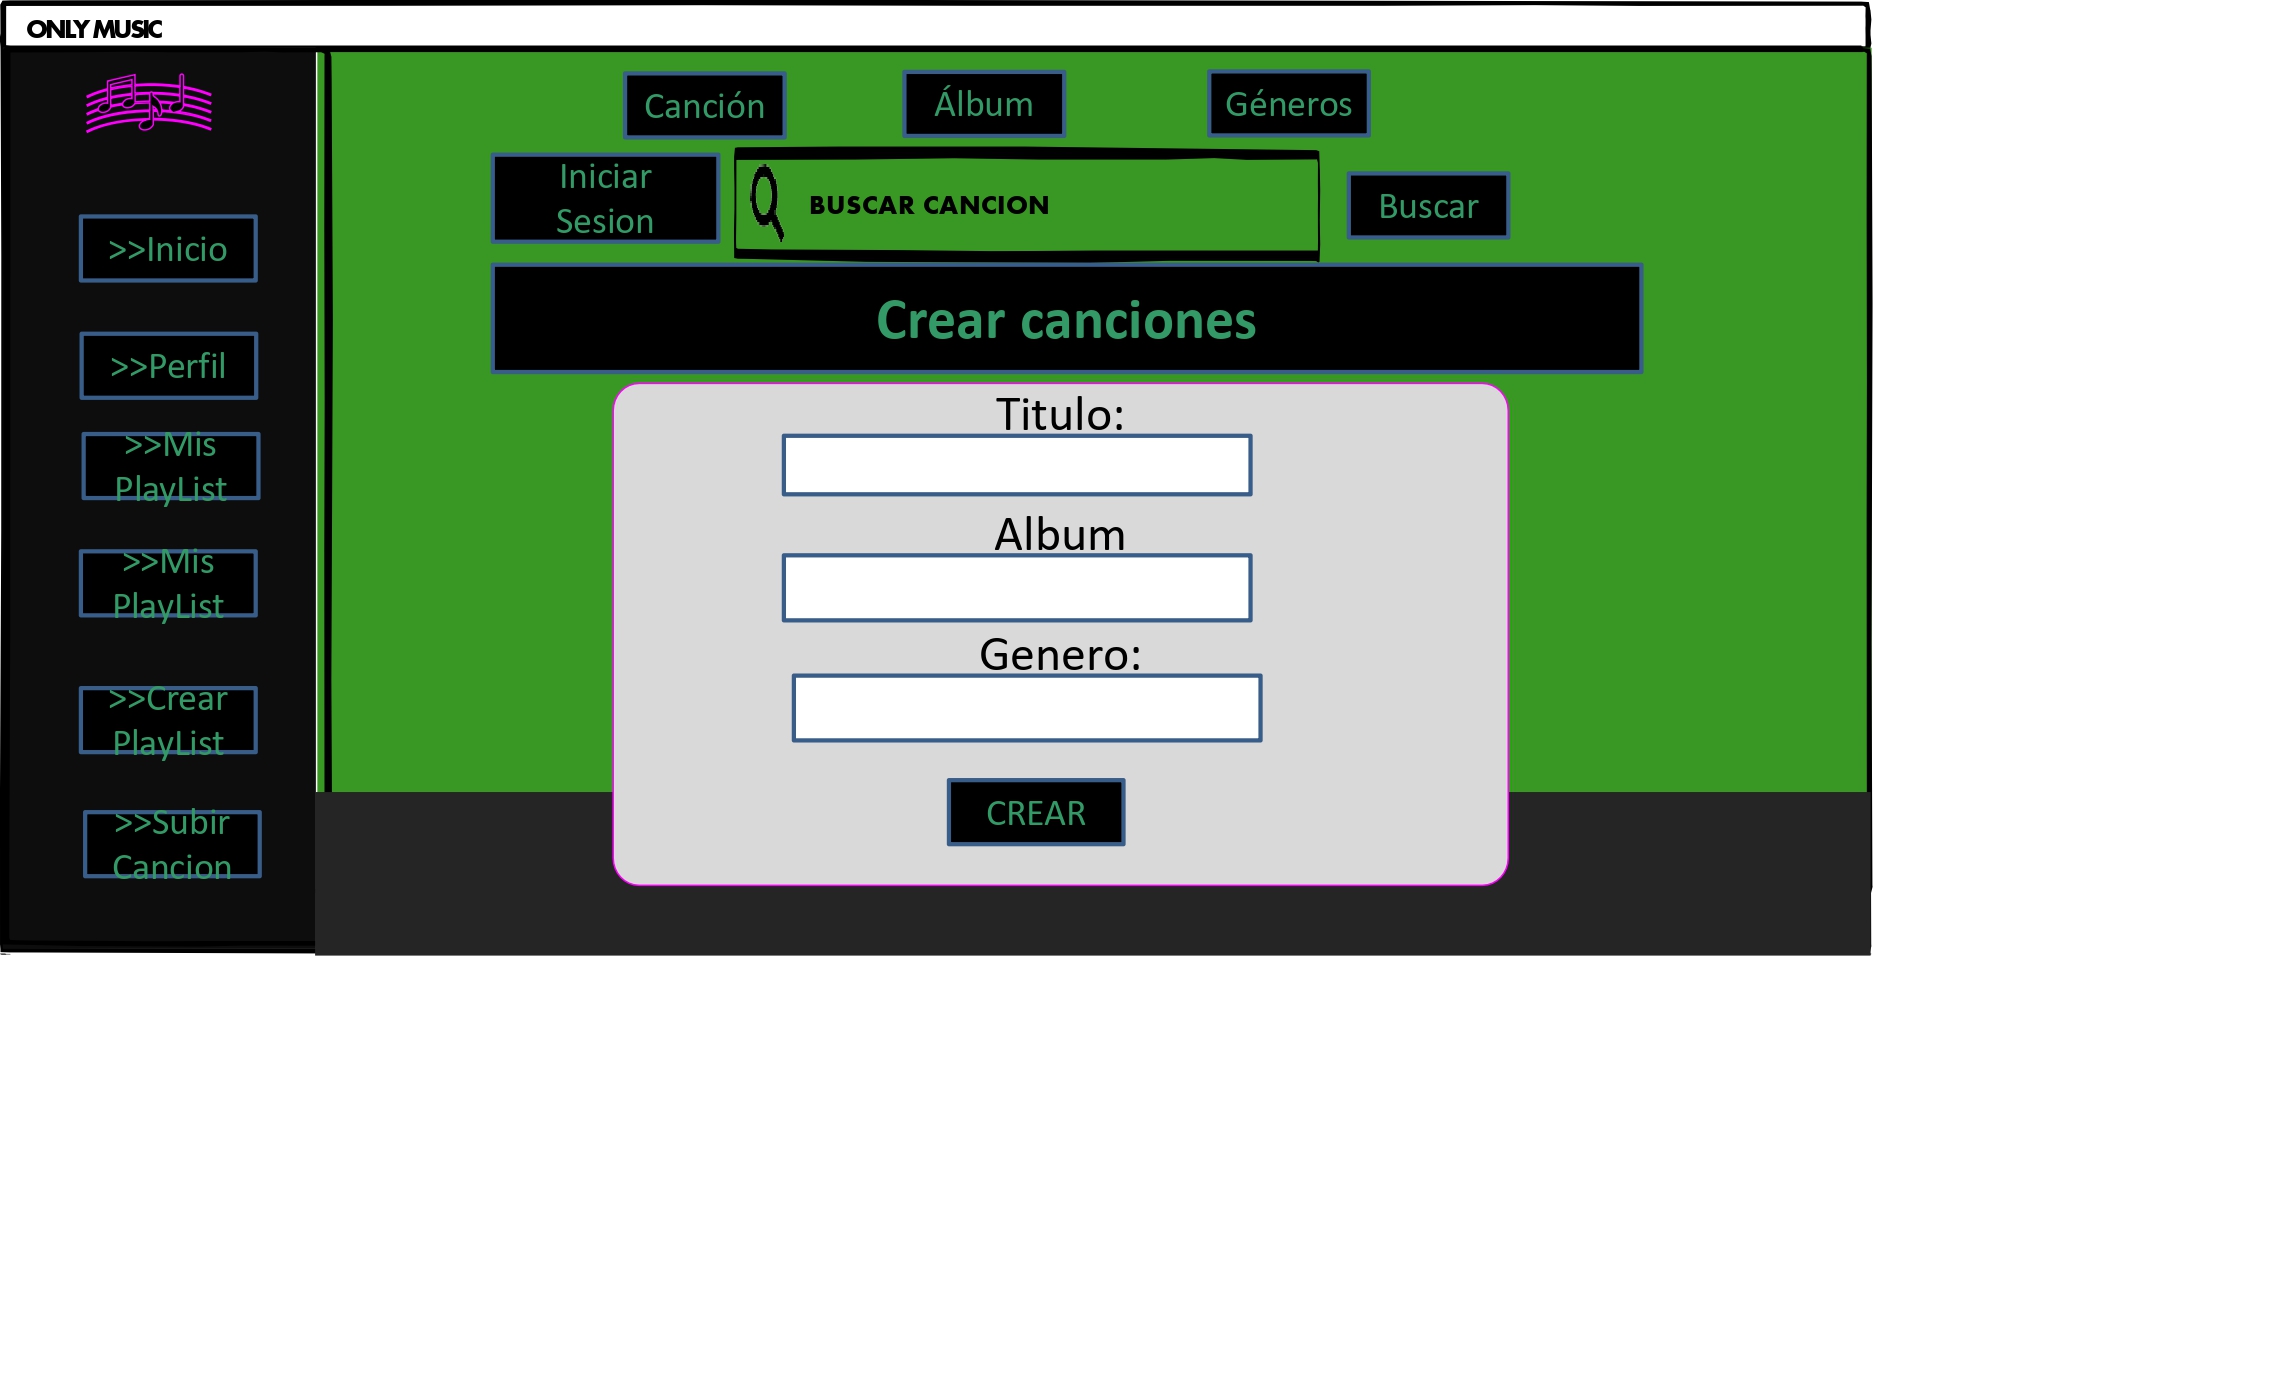 ONLY MUSIC
Canción
Álbum
Géneros
Iniciar
Sesion
BUSCAR CANCION
Buscar
>>Inicio
>>Perfil
>>Mis
PlayList
>>Mis
PlayList
>>Crear
PlayList
>>Subir
Cancion
Crear canciones
Titulo:
Album
Genero:
CREAR